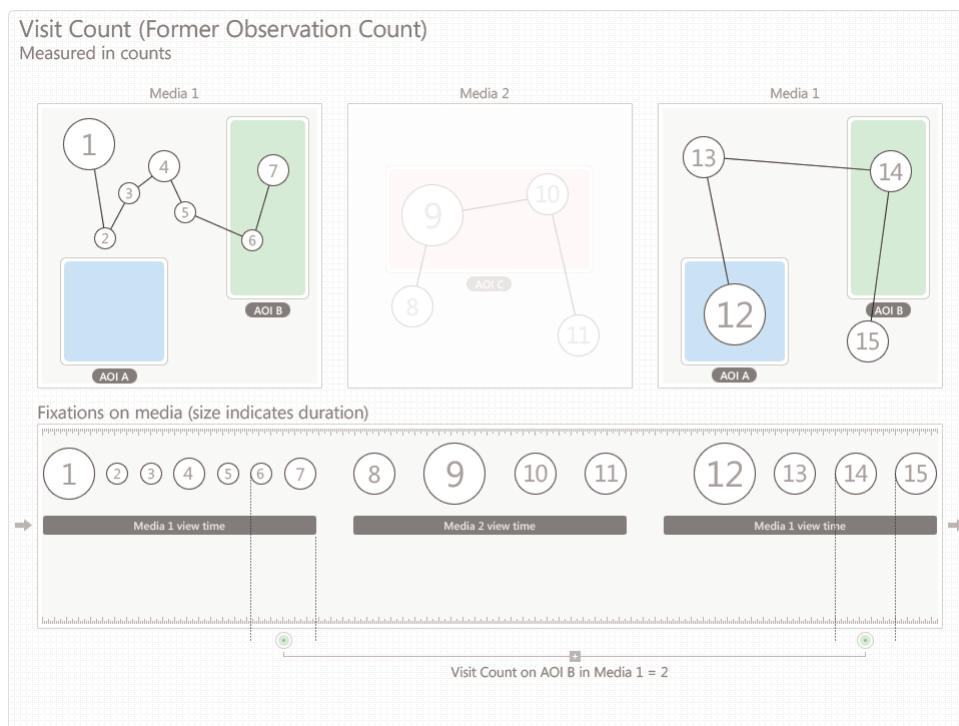 Visit Count (Former Observation Count)
Measured in counts
Media 1
Media 2
Media 1
1
2
3
4
5
6
7
AOI B
AOI A
9
10
AOI C
8
11
13
14
12
AOI B
15
AOI A
Fixations on media (size indicates duration)
1 2 3 4 5 6 7 8 9 10 11 12 13 14 15
Media 1 view time
Media 2 view time
Media 1 view time
+
Visit Count on AOI B in Media 1 = 2